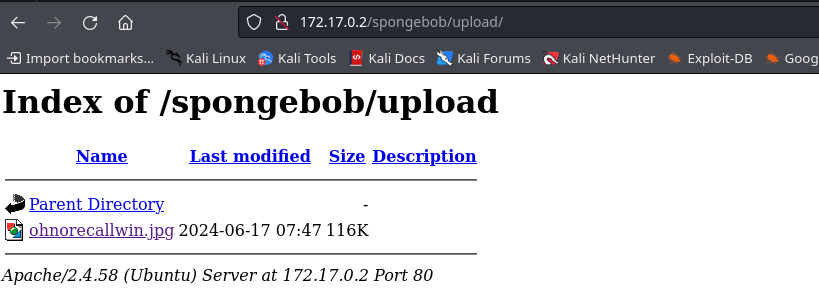 172.17.0.2/spongebob/upload/
Import bookmarks... Kali Linux Kali Tools Kali Docs Kali Forums Kali NetHunter Exploit-DB Goog
Index of /spongebob/upload
Name Last modified Size Description
Parent Directory -
ohnorecallwin.jpg 2024-06-17 07:47 116K
Apache/2.4.58 (Ubuntu) Server at 172.17.0.2 Port 80